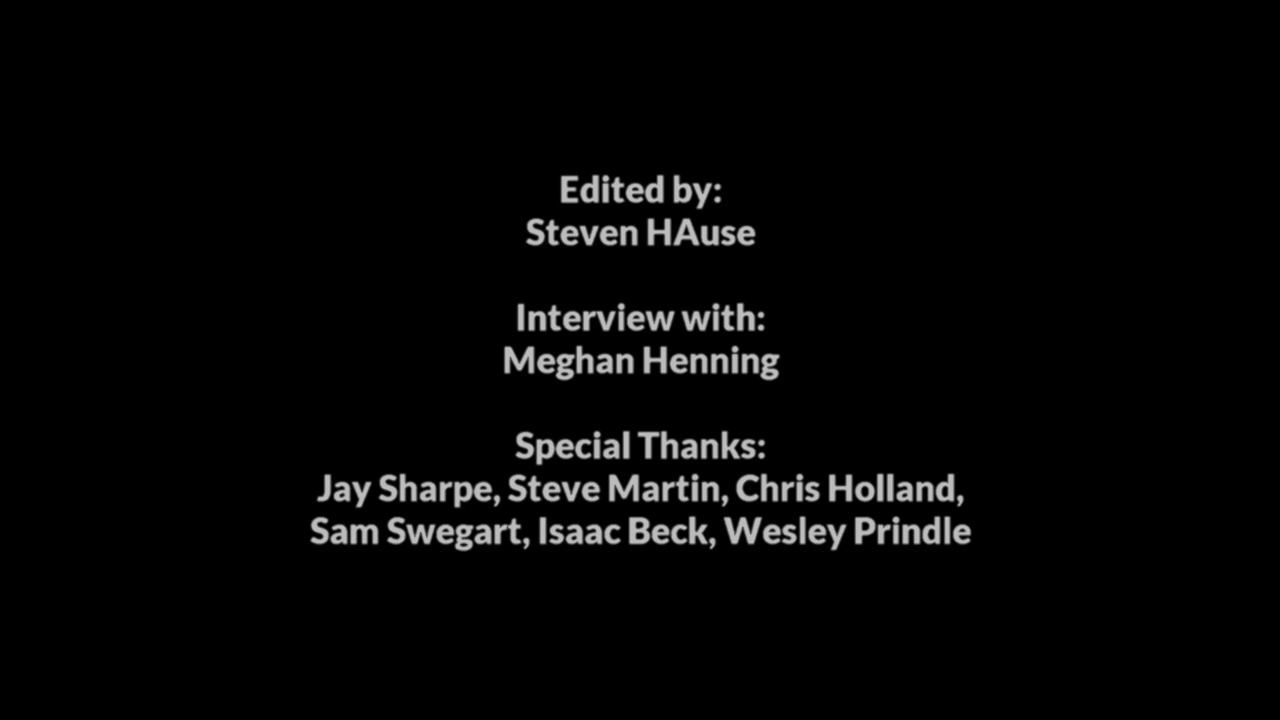 Edited by:
Steven HAuse
Interview with:
Meghan Henning
Special Thanks:
Jay Sharpe, Steve Martin, Chris Holland,
Sam Swegart, Isaac Beck, Wesley Prindle